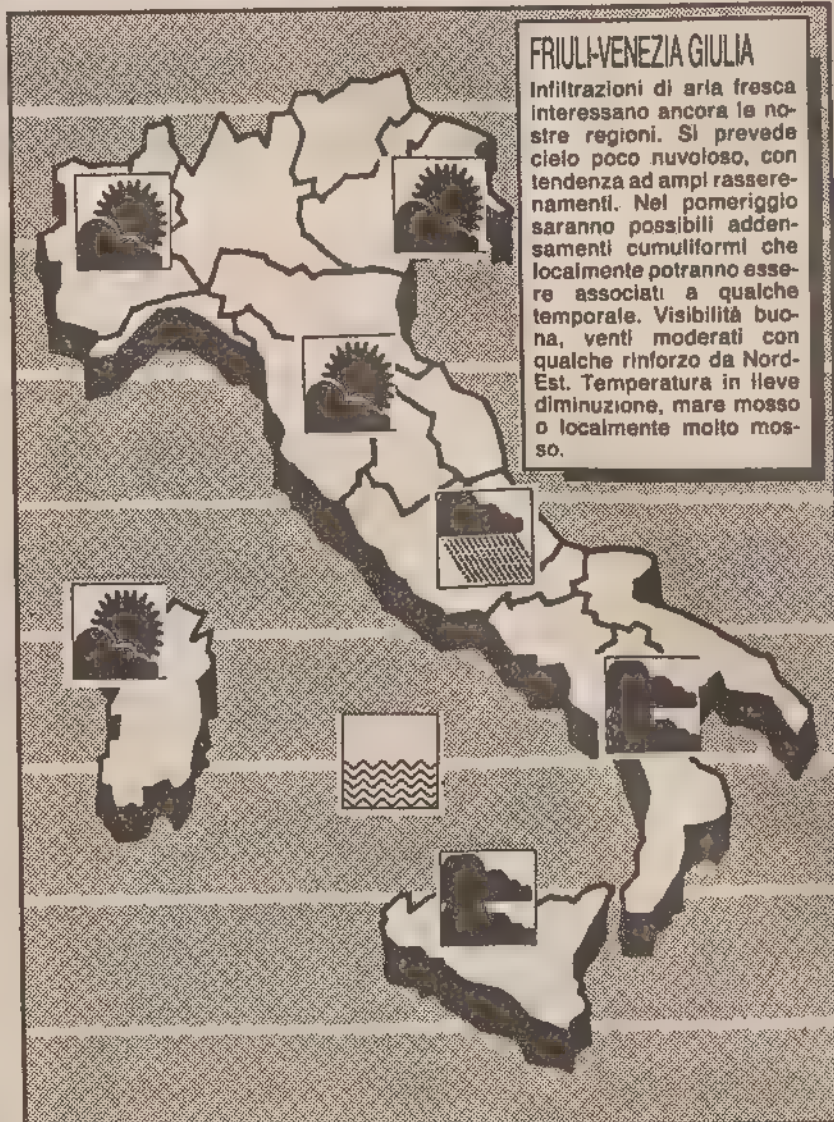 FRIULI-VENEZIA GIULIA
Infiltrazioni di aria fresca
interessano ancora le no-
stre regioni. Si prevede
cielo poco nuvoloso, con
tendenza ad ampi rassere-
namenti. Nel pomeriggio
saranno possibili adden-
samenti cumuliformi che
localmente potranno esse-
re associati a qualche
temporale. Visibilità buo-
na, venti moderati con
qualche rinforzo da Nord-
Est. Temperatura in lieve
diminuzione, mare mosso
o localmente molto mos-
so.